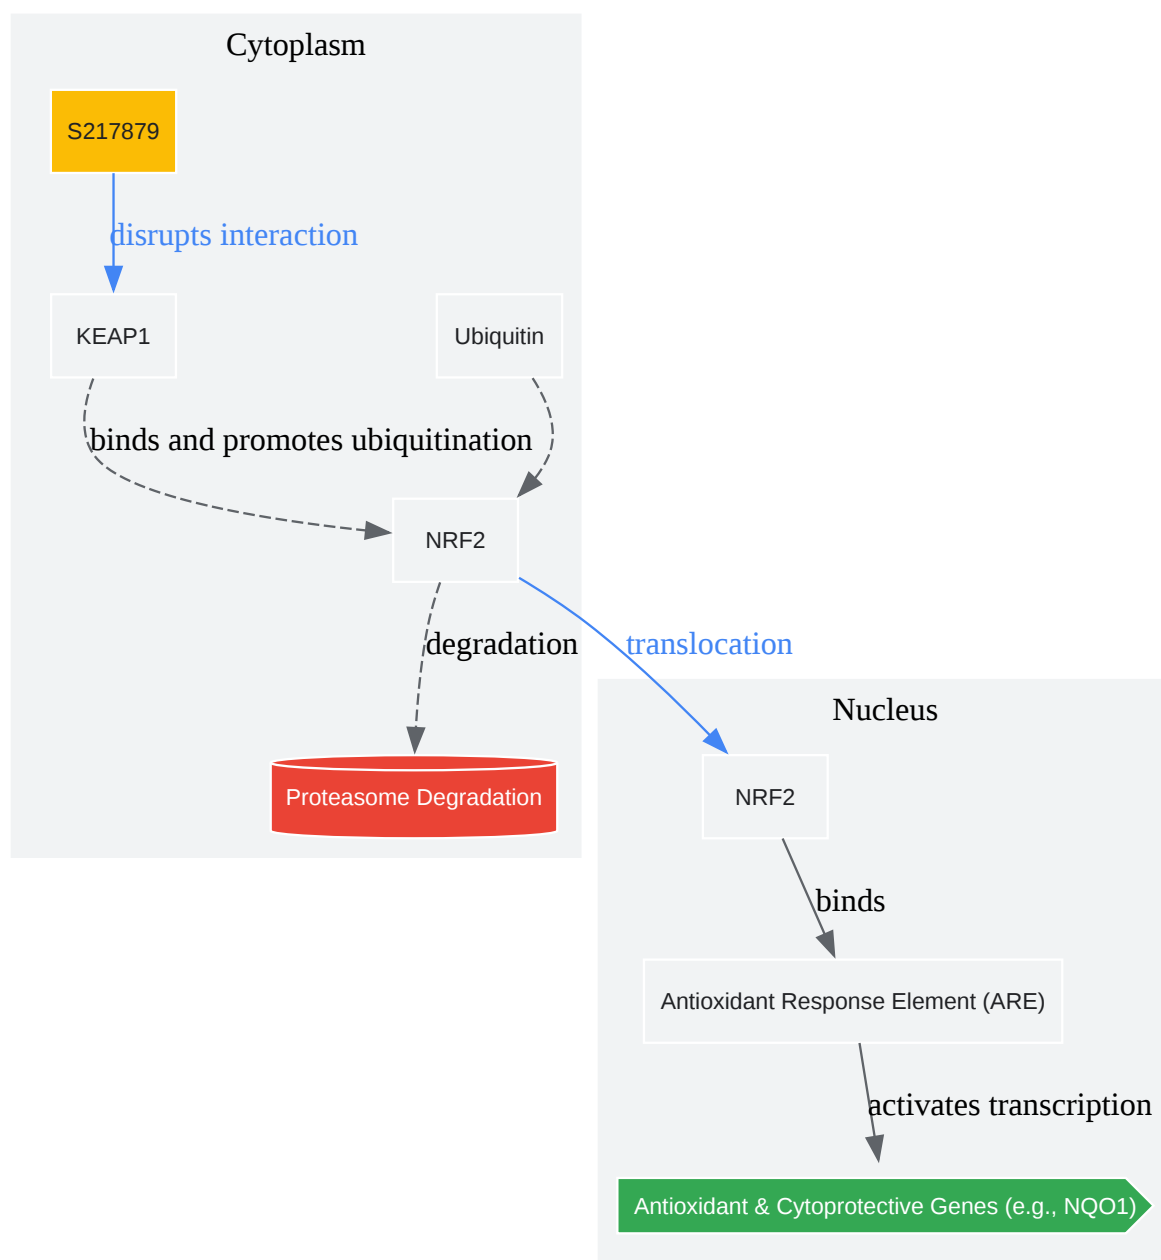 Cytoplasm
S217879
disrupts interaction
KEAP1
Ubiquitin
binds and promotes ubiquitination
NRF2
degradation
translocation
Proteasome Degradation
Nucleus
NRF2
binds
Antioxidant Response Element (ARE)
activates transcription
Antioxidant & Cytoprotective Genes (e.g., NQO1)